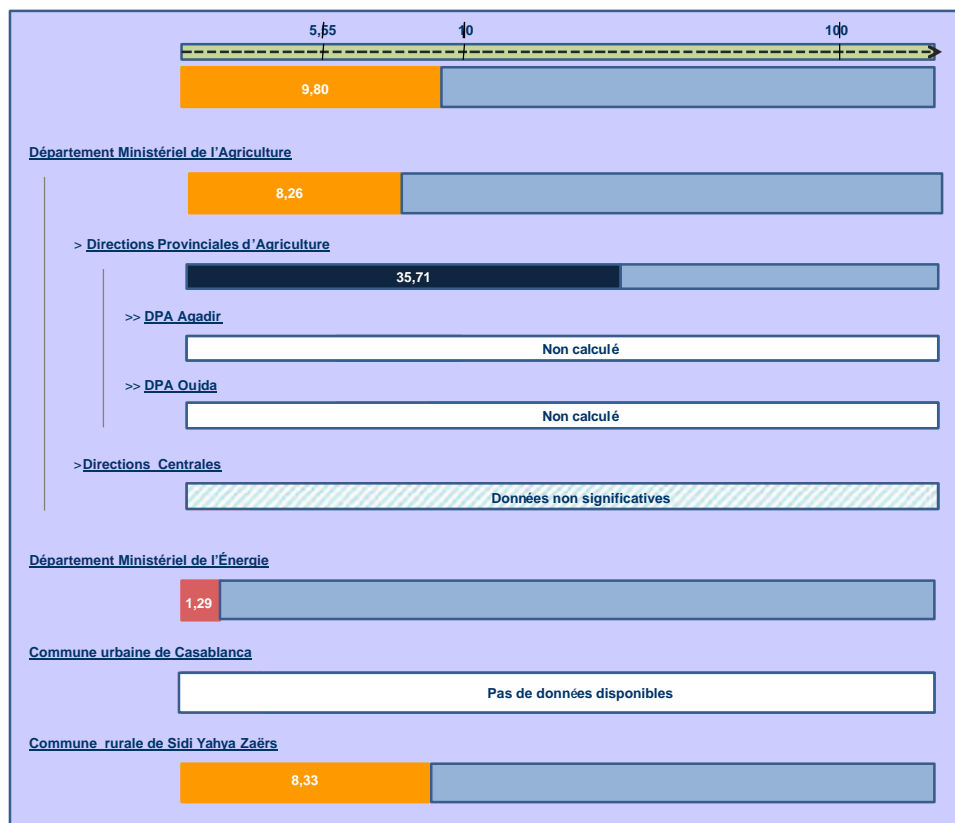 5,55 10 100
9,80
Département Ministériel de l’Agriculture
8,26
> Directions Provinciales d’Agriculture
35,71
>> DPA Agadir
Non calculé
>> DPA Oujda
Non calculé
>Directions Centrales
Données non significatives
Département Ministériel de l’Énergie
1,29
Commune urbaine de Casablanca
Pas de données disponibles
Commune rurale de Sidi Yahya Zaërs
8,33